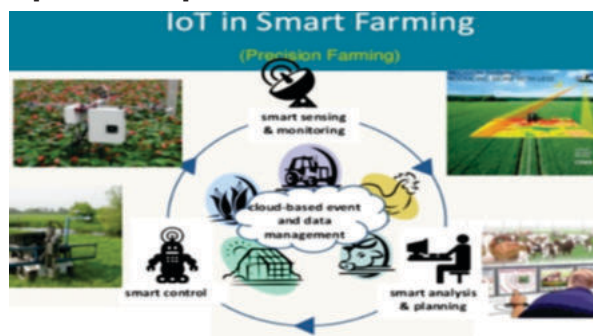 IoT in Smart Farming
(Precision Farming)
smart sensing
& monitoring
cloud-based event
and data
management
smart control
smart analysis
& planning